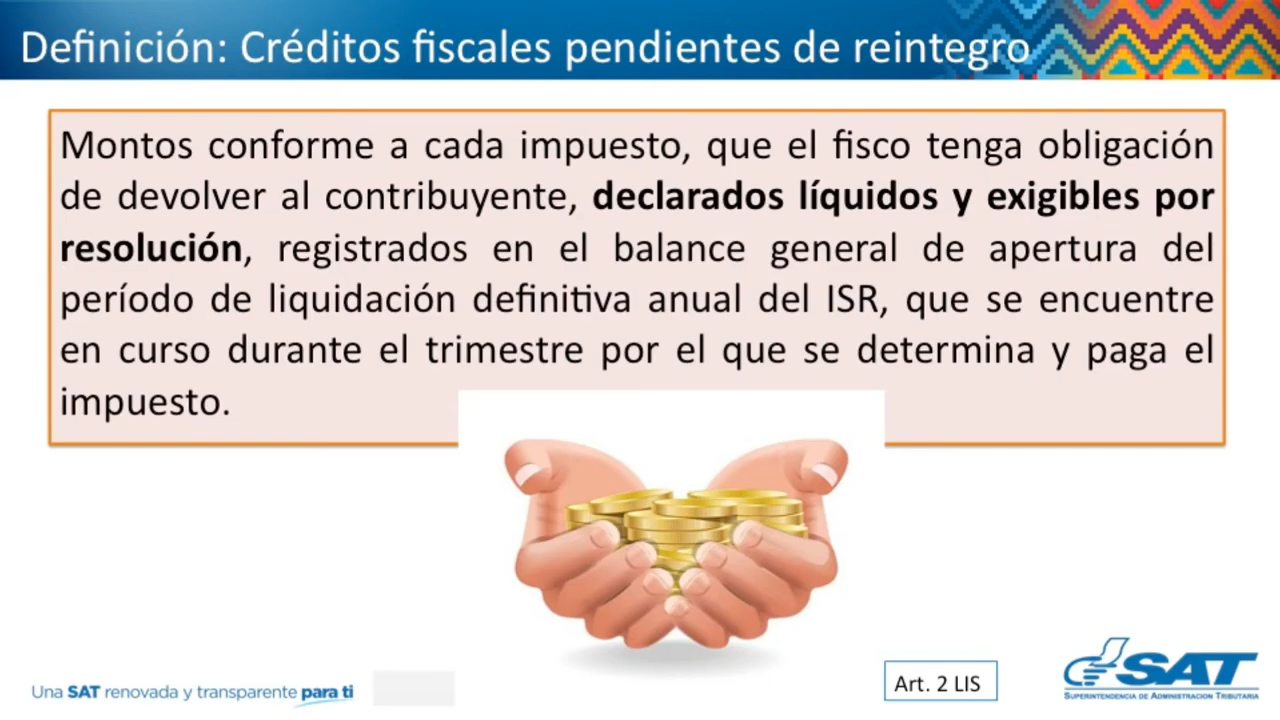 Definición: Créditos fiscales pendientes de reintegro
Montos conforme a cada impuesto, que el fisco tenga obligación
de devolver al contribuyente, declarados líquidos y exigibles por
resolución, registrados en el balance general de apertura del
período de liquidación definitiva anual del ISR, que se encuentre
en curso durante el trimestre por el que se determina y paga el
impuesto.
Una SAT renovada y transparente para ti
Art. 2 LIS
SAT
SUPERINTENDENCIA DE ADMINISTRACION TRIBUTARIA